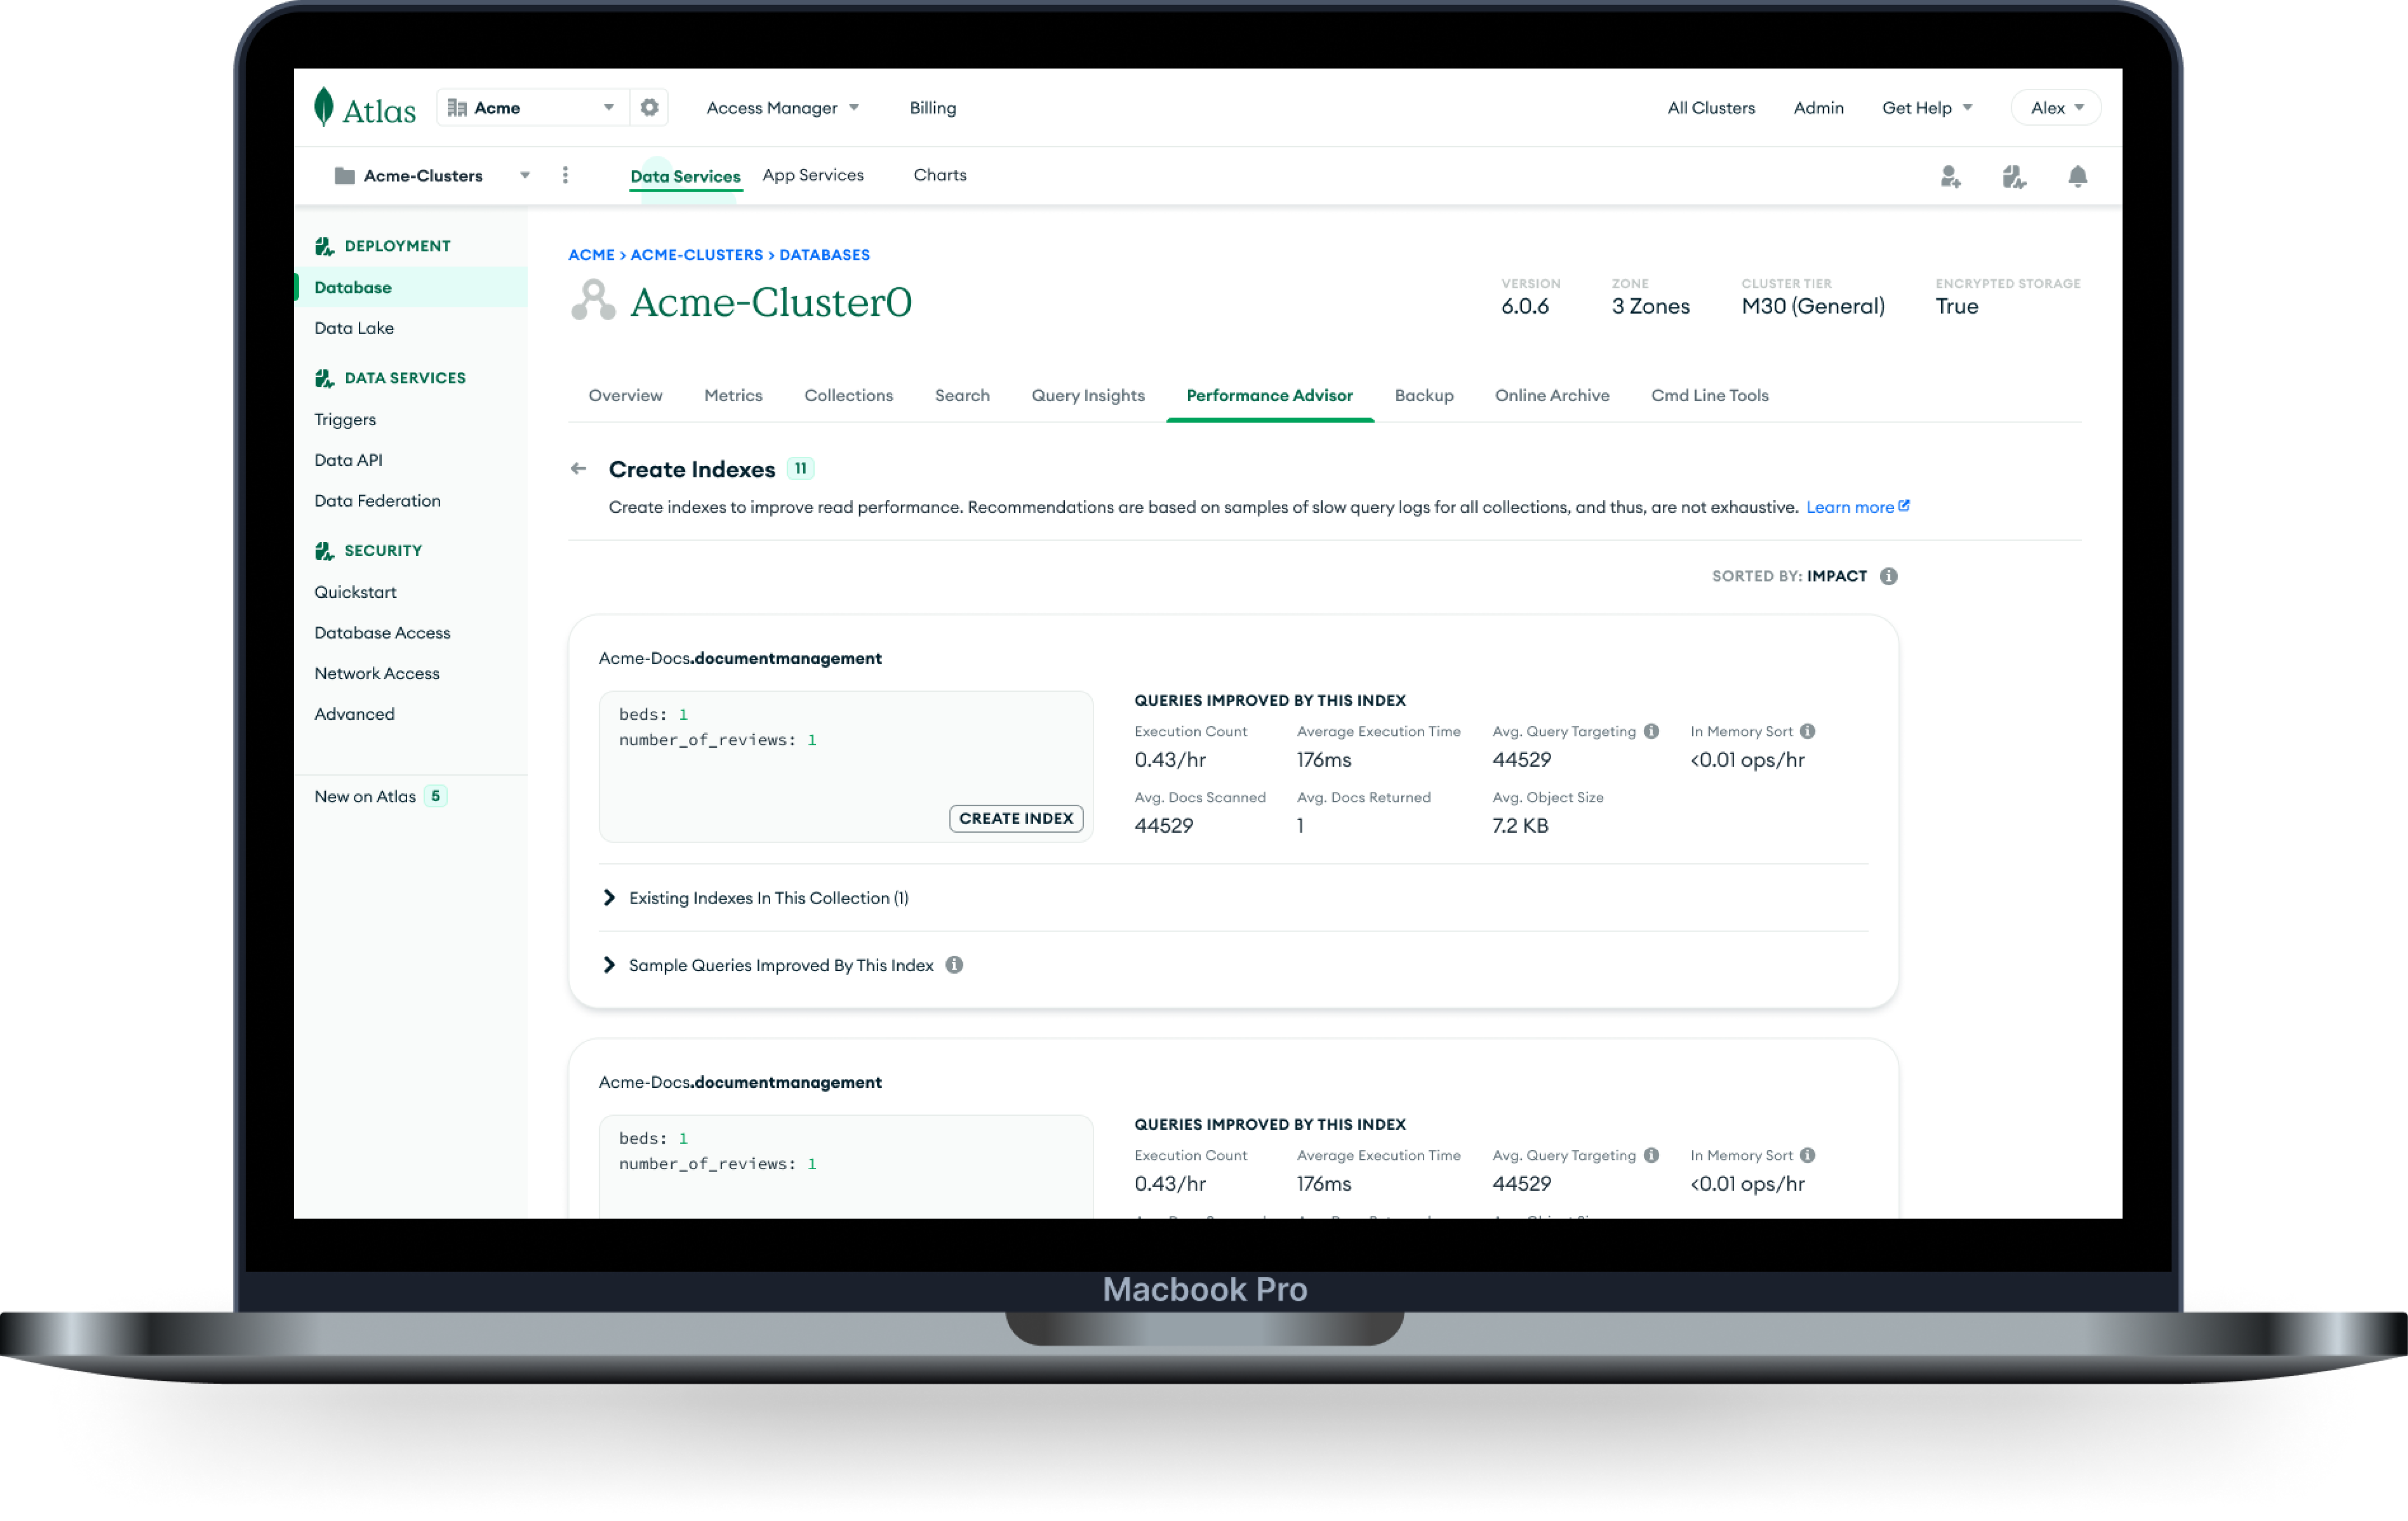 Atlas
Acme
Access Manager
Billing
All Clusters
Admin
Get Help
Alex
Acme-Clusters
Data Services
App Services
Charts
DEPLOYMENT
Database
Data Lake
DATA SERVICES
Triggers
Data API
Data Federation
SECURITY
Quickstart
Database Access
Network Access
Advanced
New on Atlas 5
ACME > ACME-CLUSTERS > DATABASES
Acme-Cluster0
VERSION
6.0.6
ZONE
3 Zones
CLUSTER TIER
M30 (General)
ENCRYPTED STORAGE
True
Overview
Metrics
Collections
Search
Query Insights
Performance Advisor
Backup
Online Archive
Cmd Line Tools
Create Indexes 11
Create indexes to improve read performance. Recommendations are based on samples of slow query logs for all collections, and thus, are not exhaustive. Learn more
SORTED BY: IMPACT
Acme-Docs.documentmanagement
beds: 1
number_of_reviews: 1
CREATE INDEX
QUERIES IMPROVED BY THIS INDEX
Execution Count
0.43/hr
Average Execution Time
176ms
Avg. Query Targeting
44529
In Memory Sort
<0.01 ops/hr
Avg. Docs Scanned
44529
Avg. Docs Returned
1
Avg. Object Size
7.2 KB
Existing Indexes In This Collection (1)
Sample Queries Improved By This Index
Acme-Docs.documentmanagement
beds: 1
number_of_reviews: 1
QUERIES IMPROVED BY THIS INDEX
Execution Count
0.43/hr
Average Execution Time
176ms
Avg. Query Targeting
44529
In Memory Sort
<0.01 ops/hr
Macbook Pro